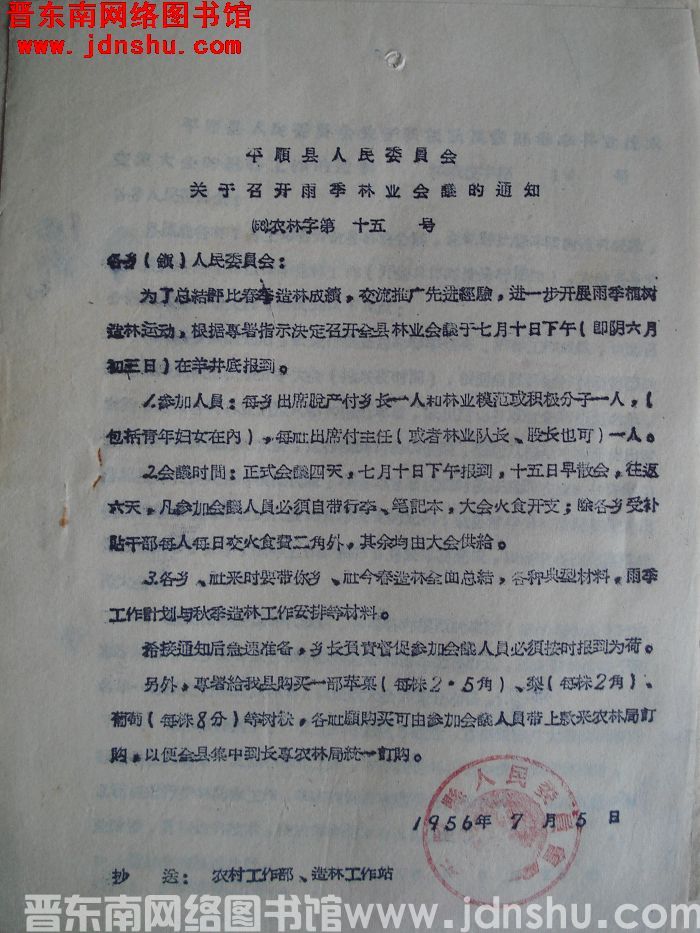 晋东南网络图书馆
www.jdnshu.com
平顺县人民委員会
关于召开雨季林业会議的通知
(56)农林字第 十五 号
各乡(鎮)人民委員会：
为了总結評比春季造林成績，交流推广先进經驗，进一步开展雨季植树
造林运动，根据專署指示决定召开全县林业会議于七月十日下午(即阴六月
初三日)在羊井底报到。
1.参加人員：每乡出席脫产付乡长一人和林业模范或积极分子一人，(
包括青年妇女在內)，每社出席付主任(或者林业队长、股长也可)一人。
2.会議时間：正式会議四天，七月十日下午报到，十五日早散会，往返
六天，凡参加会議人員必須自带行李、笔記本，大会火食开支；除各乡受补
貼干部每人每日交火食費二角外，其余均由大会供給。
3.各乡、社来时要带你乡、社今春造林全面总結，各种典型材料，雨季
工作計划与秋季造林工作安排等材料。
希接通知后急速准备，乡长負責督促参加会議人員必須按时报到为荷。
另外，專署給我县购买一部苹菓(每株2·5角)、梨(每株2角)、
葡萄(每株8分)等树秧，各社願购买可由参加会議人員带上款来农林局訂
购，以便全县集中到长專农林局統一訂购。
1956年7月5日
县人民委員會
抄 送： 农村工作部、造林工作站
晋东南网络图书馆 www.jdnshu.com